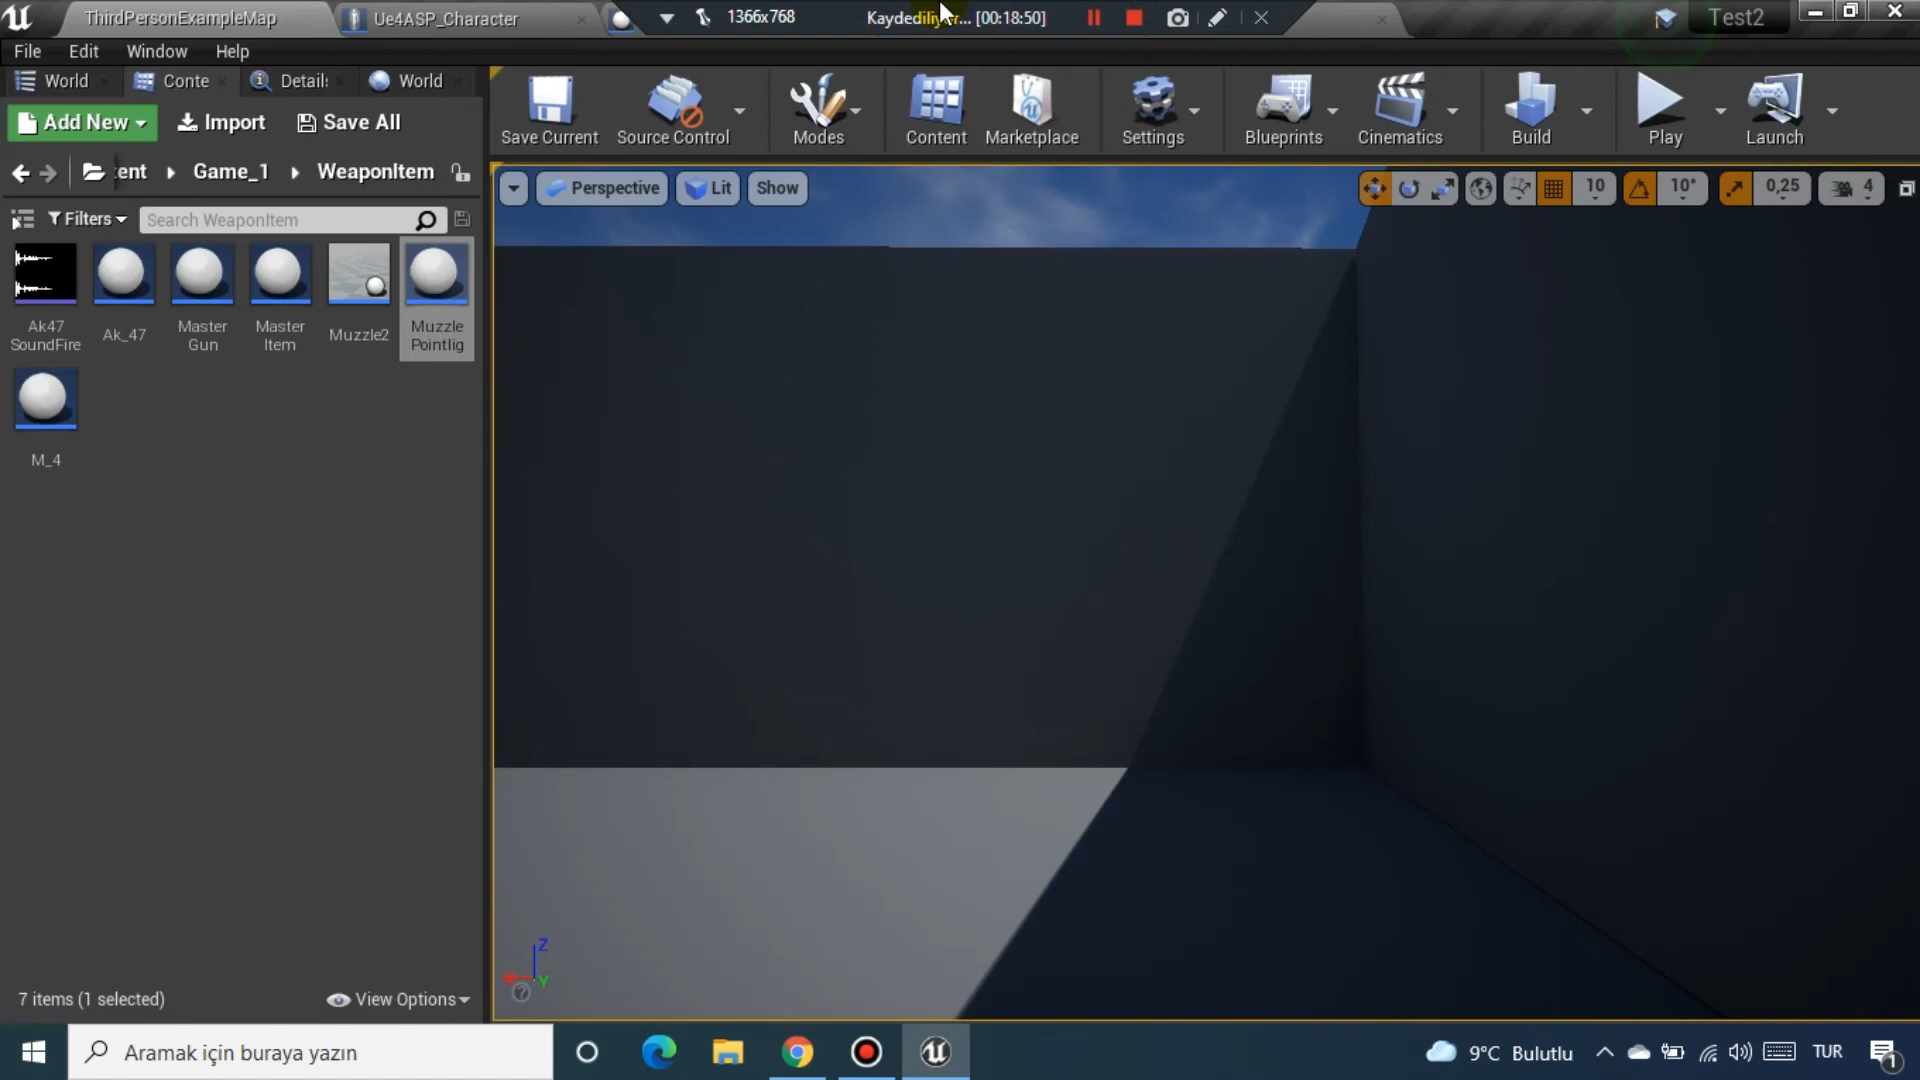 ThirdPersonExampleMap
Ue4ASP_Character
1366x768
[00:18:50]
Test2
File Edit Window Help
World
Conte
Details
World
Add New
Import
Save All
Game_1
WeaponItem
Filters
Search WeaponItem
Ak47 SoundFire
Ak_47
Master Gun
Master Item
Muzzle2
Muzzle Pointlig
M_4
7 items (1 selected)
View Options
Save Current
Source Control
Modes
Content
Marketplace
Settings
Blueprints
Cinematics
Build
Play
Launch
Perspective
Lit
Show
10
10°
0,25
4
Z
Y
Aramak için buraya yazın
9°C Bulutlu
TUR
1